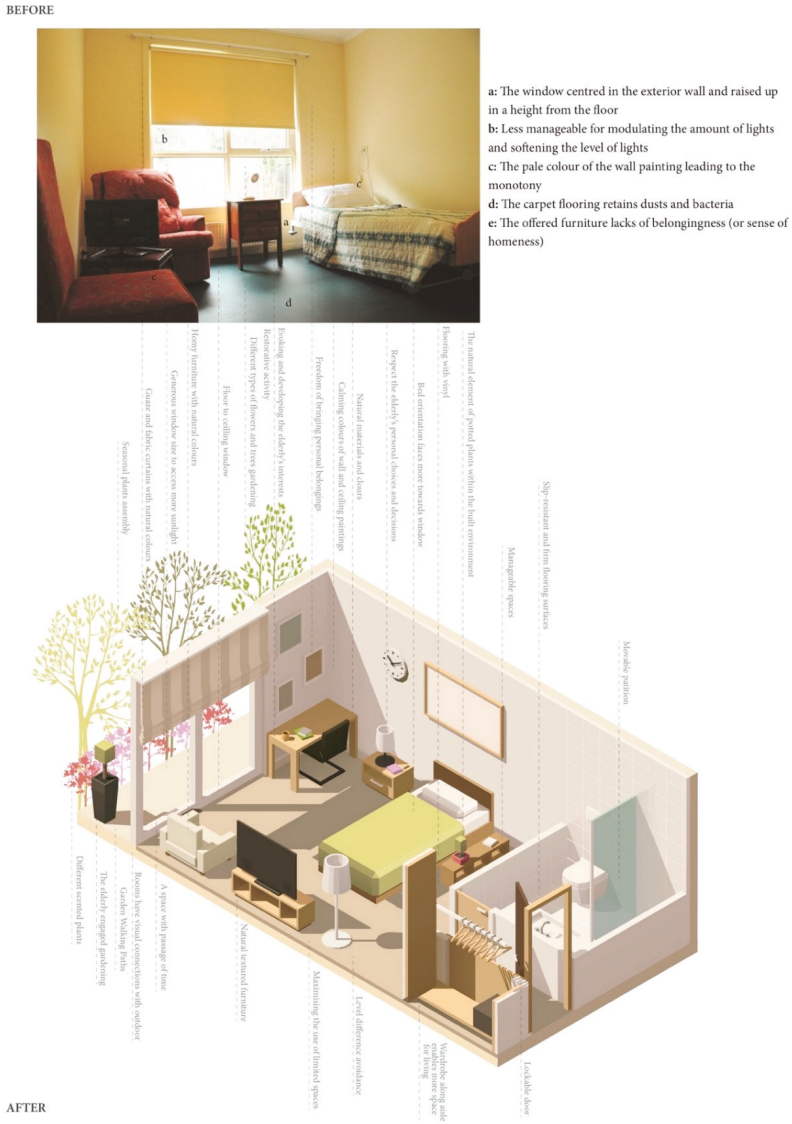 BEFORE
a: The window centred in the exterior wall and raised up
in a height from the floor
b: Less manageable for modulating the amount of lights
and softening the level of lights
c: The pale colour of the wall painting leading to the
monotony
d: The carpet flooring retains dusts and bacteria
e: The offered furniture lacks of belongingness (or sense of
homeness)
b
c
a
c
d
Seasonal plants assembly
Guaze and fabric curtains with natural colours
Generous window size to access more sunlight
Homy furniture with natural colours
Floor to ceilling window
Different types of flowers and trees gardening
Restorative activity
Evoking and developing the elderly's interests
Freedom of bringing personal belongings
Calming colours of wall and ceiling paintings
Natural materials and clours
Respect the elderly's personal choices and decisions
Bed orientation faces more towards window
Flooring with vinyl
The natural element of potted plants within the built environment
Manageable spaces
Slip-resistant and firm flooring surfaces
Movable patition
Different scented plants
The elderly engaged gardening
Garden Walking Paths
Rooms have visual connections with outdoor
A space with passage of time
Natural textured furniture
Maximising the use of limited spaces
Level difference avoidance
Wardrobe along aisle
enables more space
for living
Lockable door
AFTER